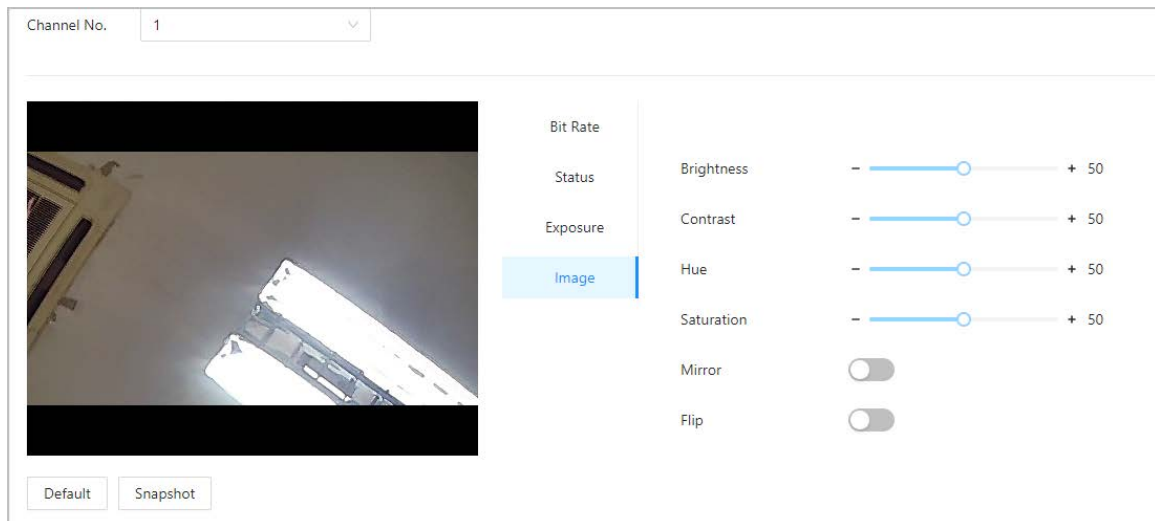 Channel No. 1
Bit Rate
Status
Exposure
Image
Brightness - + 50
Contrast - + 50
Hue - + 50
Saturation - + 50
Mirror
Flip
Default Snapshot